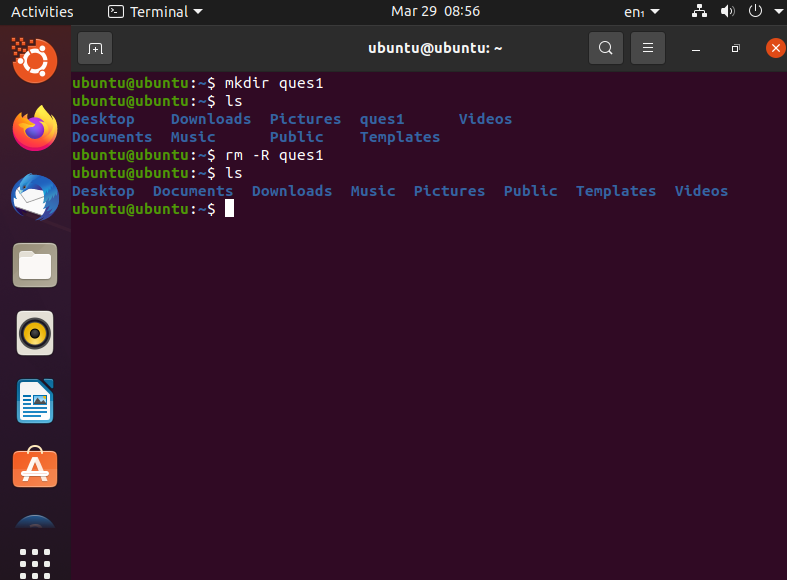 Activities Terminal Mar 29 08:56 en₁
ubuntu@ubuntu: ~
ubuntu@ubuntu:~$ mkdir ques1
ubuntu@ubuntu:~$ ls
Desktop Downloads Pictures ques1 Videos
Documents Music Public Templates
ubuntu@ubuntu:~$ rm -R ques1
ubuntu@ubuntu:~$ ls
Desktop Documents Downloads Music Pictures Public Templates Videos
ubuntu@ubuntu:~$